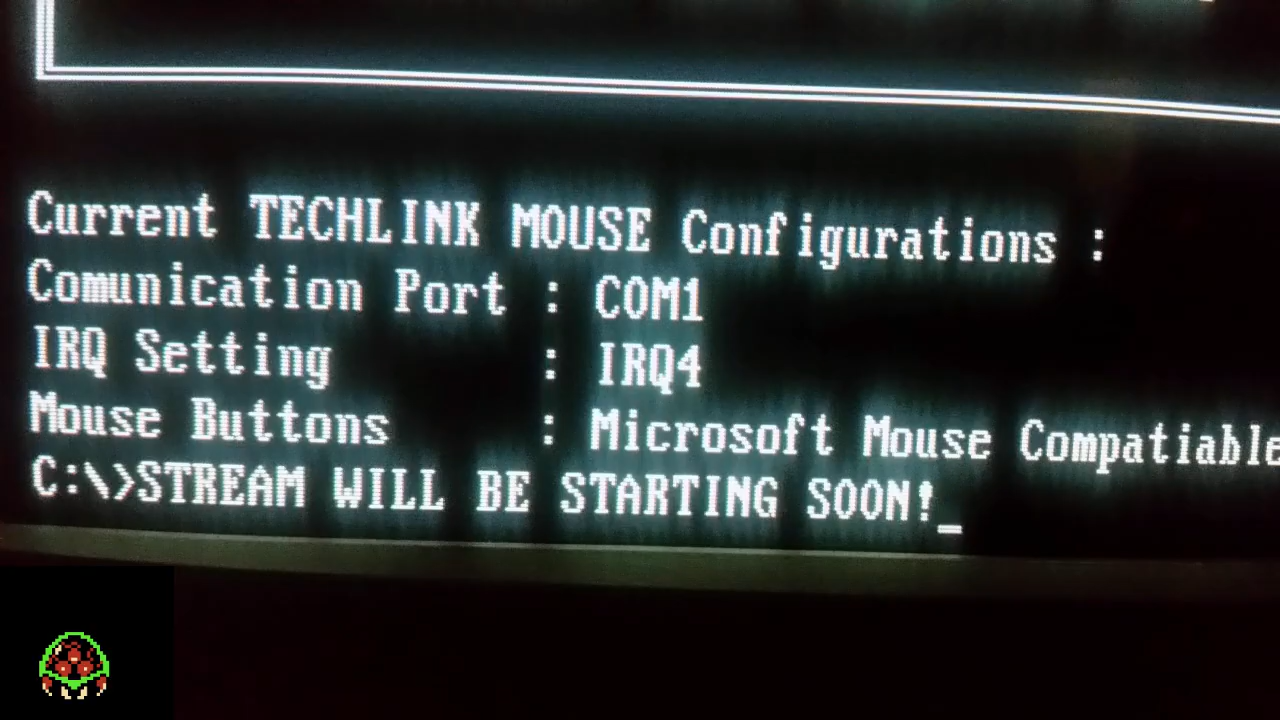 Current TECHLINK MOUSE Configurations :
Comunication Port : COM1
IRQ Setting : IRQ4
Mouse Buttons : Microsoft Mouse Compatiable
C:\>STREAM WILL BE STARTING SOON!_